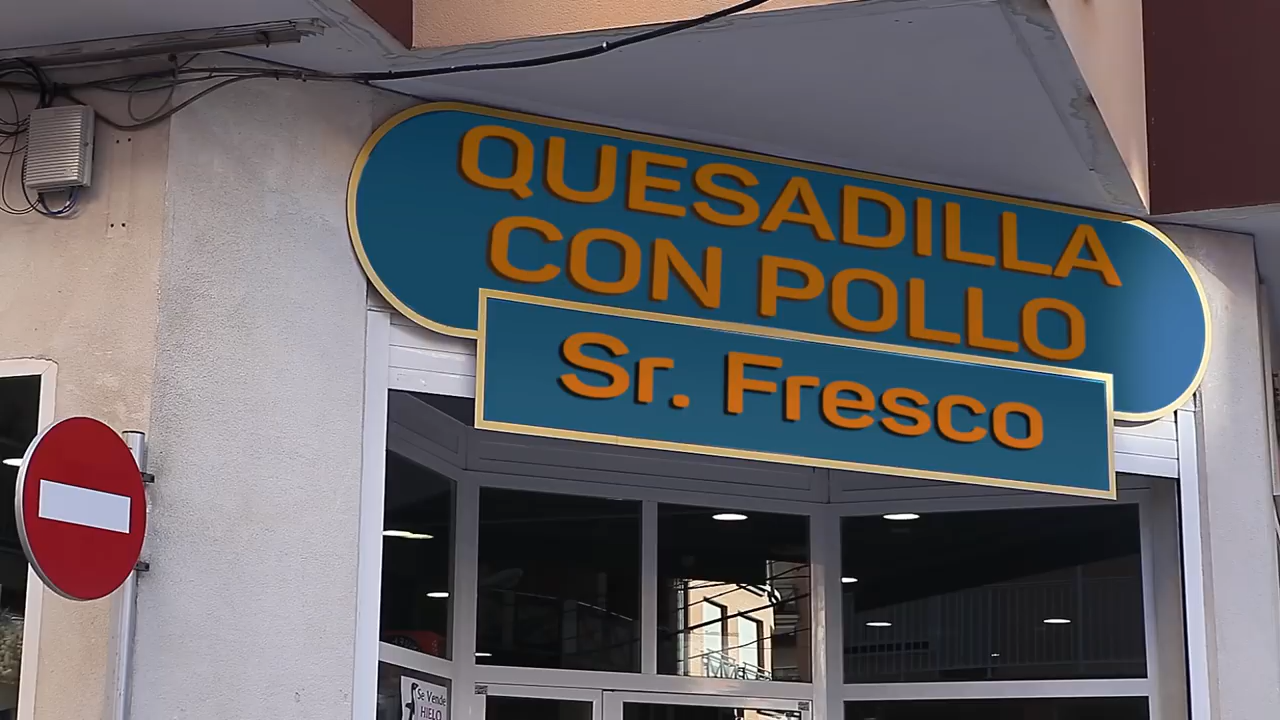 QUESADILLA
CON POLLO
Sr. Fresco
Se Vende
HIELO